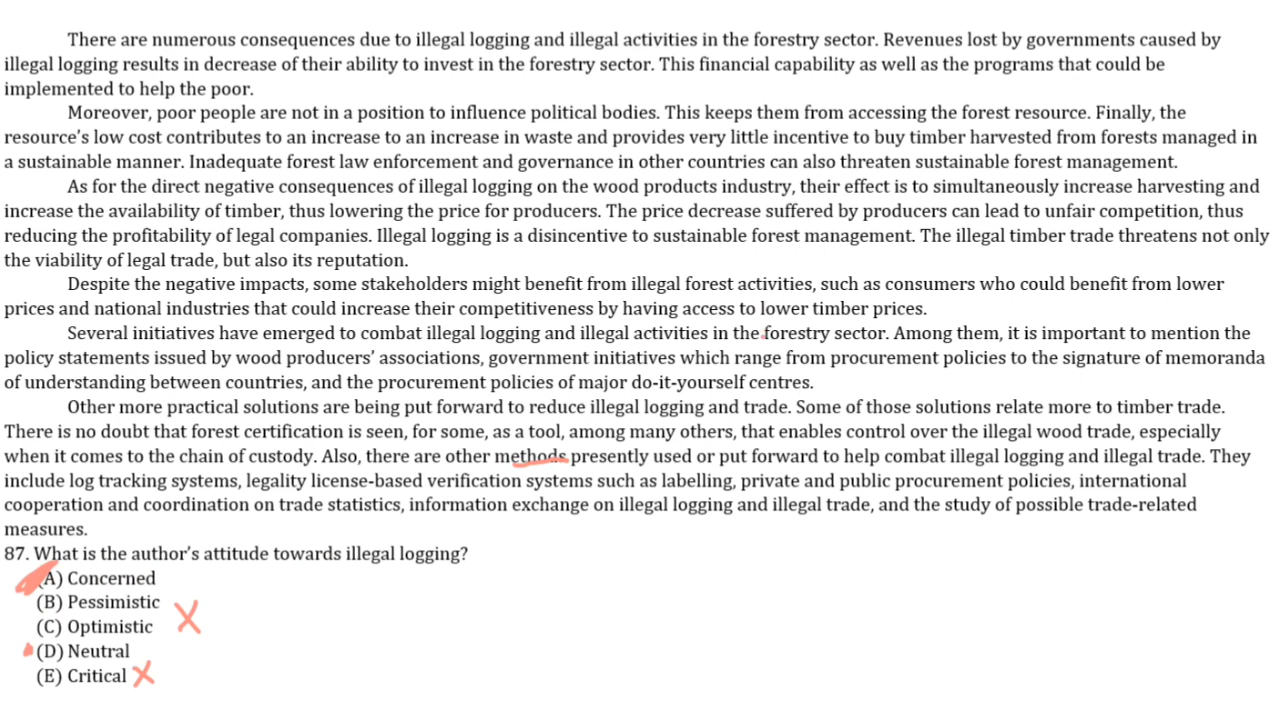 There are numerous consequences due to illegal logging and illegal activities in the forestry sector. Revenues lost by governments caused by
illegal logging results in decrease of their ability to invest in the forestry sector. This financial capability as well as the programs that could be
implemented to help the poor.
Moreover, poor people are not in a position to influence political bodies. This keeps them from accessing the forest resource. Finally, the
resource's low cost contributes to an increase to an increase in waste and provides very little incentive to buy timber harvested from forests managed in
a sustainable manner. Inadequate forest law enforcement and governance in other countries can also threaten sustainable forest management.
As for the direct negative consequences of illegal logging on the wood products industry, their effect is to simultaneously increase harvesting and
increase the availability of timber, thus lowering the price for producers. The price decrease suffered by producers can lead to unfair competition, thus
reducing the profitability of legal companies. Illegal logging is a disincentive to sustainable forest management. The illegal timber trade threatens not only
the viability of legal trade, but also its reputation.
Despite the negative impacts, some stakeholders might benefit from illegal forest activities, such as consumers who could benefit from lower
prices and national industries that could increase their competitiveness by having access to lower timber prices.
Several initiatives have emerged to combat illegal logging and illegal activities in the forestry sector. Among them, it is important to mention the
policy statements issued by wood producers' associations, government initiatives which range from procurement policies to the signature of memoranda
of understanding between countries, and the procurement policies of major do-it-yourself centres.
Other more practical solutions are being put forward to reduce illegal logging and trade. Some of those solutions relate more to timber trade.
There is no doubt that forest certification is seen, for some, as a tool, among many others, that enables control over the illegal wood trade, especially
when it comes to the chain of custody. Also, there are other methods presently used or put forward to help combat illegal logging and illegal trade. They
include log tracking systems, legality license-based verification systems such as labelling, private and public procurement policies, international
cooperation and coordination on trade statistics, information exchange on illegal logging and illegal trade, and the study of possible trade-related
measures.
87. What is the author's attitude towards illegal logging?
(A) Concerned
(B) Pessimistic
(C) Optimistic
(D) Neutral
(E) Critical